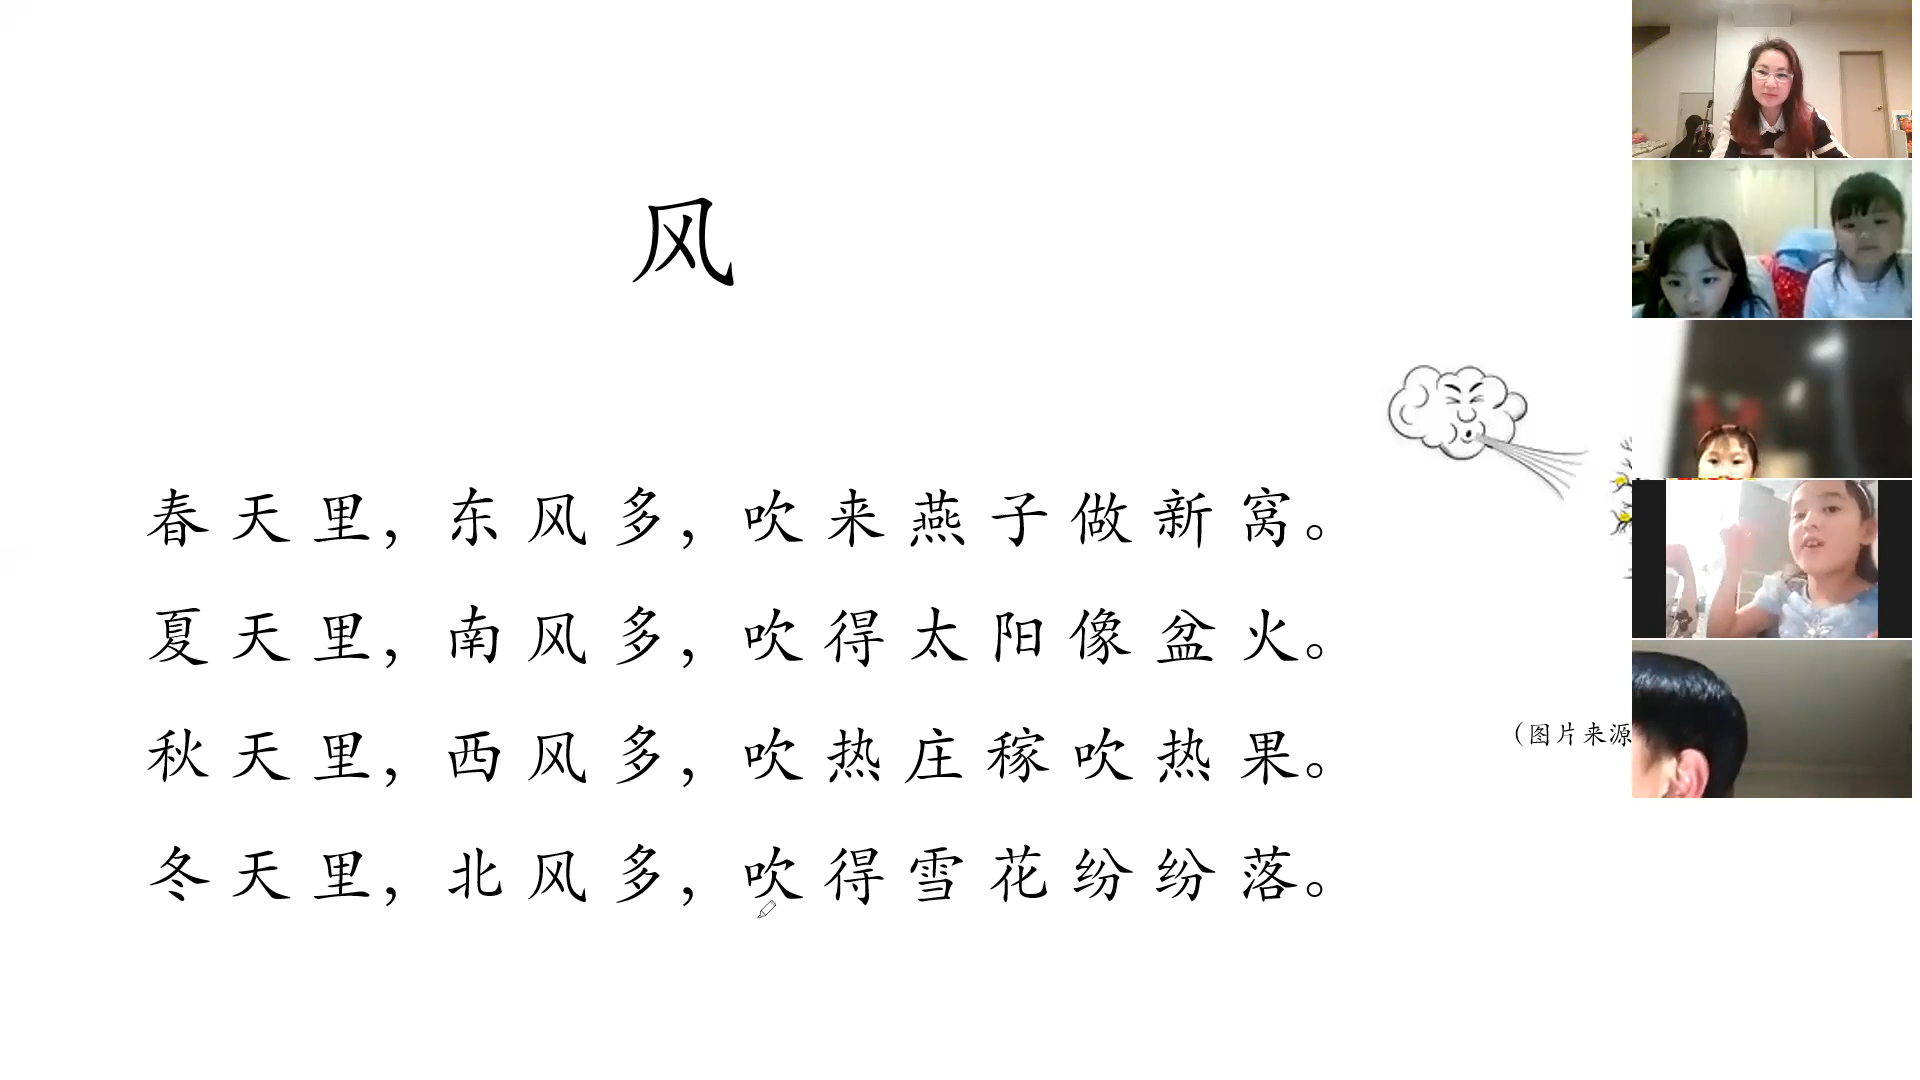 风
春天里，东风多，吹来燕子做新窝。
夏天里，南风多，吹得太阳像盆火。
秋天里，西风多，吹热庄稼吹热果。
冬天里，北风多，吹得雪花纷纷落。
（图片来源